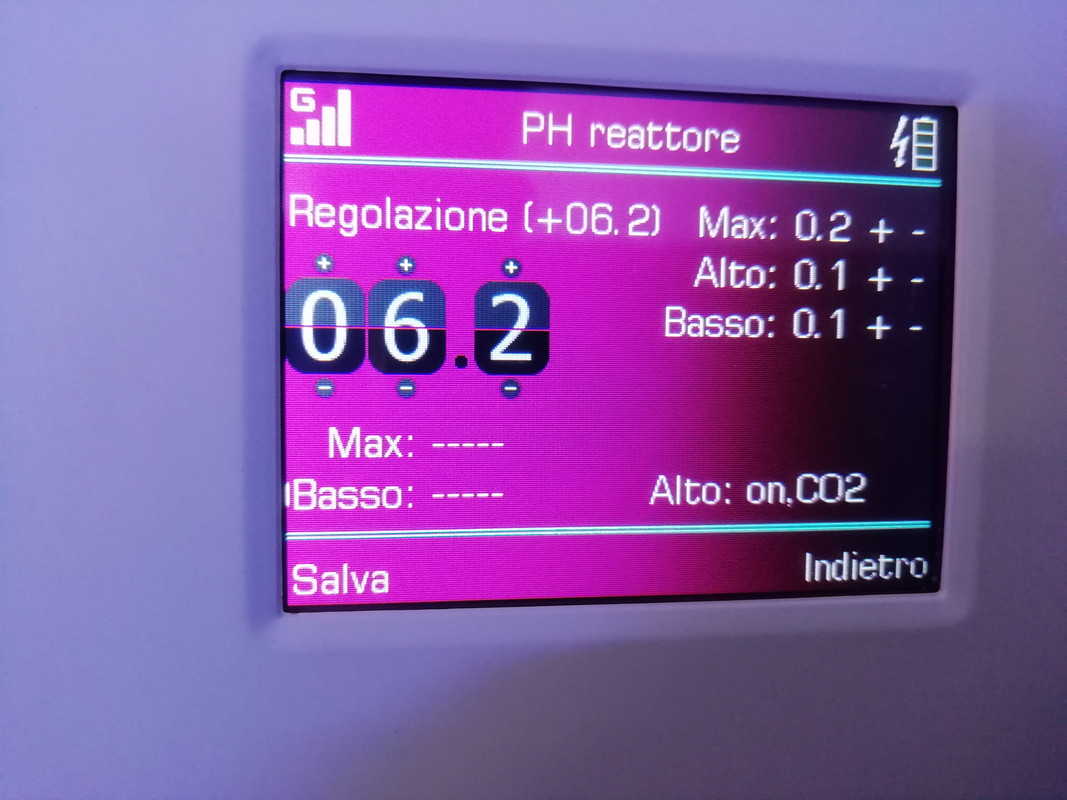 G
PH reattore
Regolazione (+06.2)
Max: 0.2 + -
Alto: 0.1 + -
Basso: 0.1 + -
+ + +
06.2
- - -
Max: -----
Basso: -----
Alto: on,CO2
Salva
Indietro